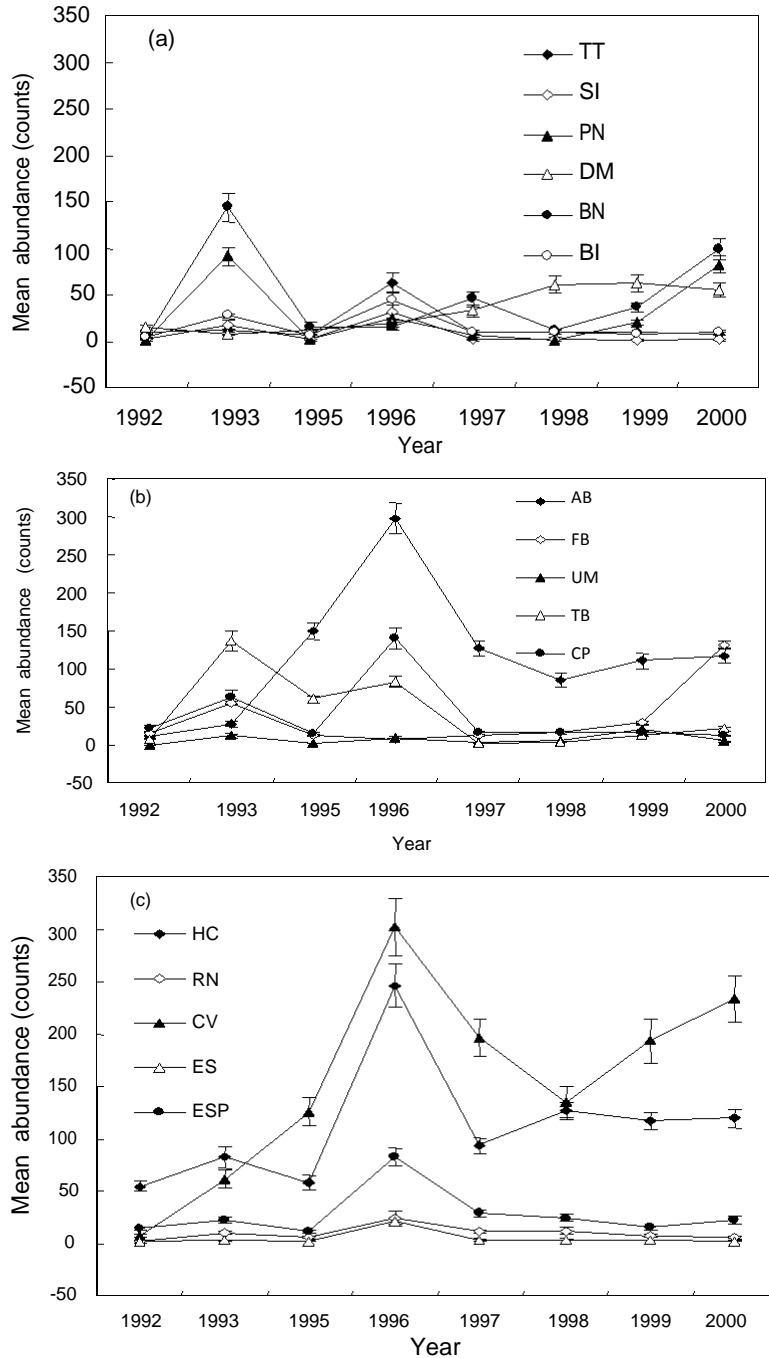 (a)
350
300
250
200
150
100
50
0
-50
Mean abundance (counts)
TT
SI
PN
DM
BN
BI
1992 1993 1995 1996 1997 1998 1999 2000
Year
(b)
350
300
250
200
150
100
50
0
-50
Mean abundance (counts)
AB
FB
UM
TB
CP
1992 1993 1995 1996 1997 1998 1999 2000
Year
(c)
350
300
250
200
150
100
50
0
-50
Mean abundance (counts)
HC
RN
CV
ES
ESP
1992 1993 1995 1996 1997 1998 1999 2000
Year